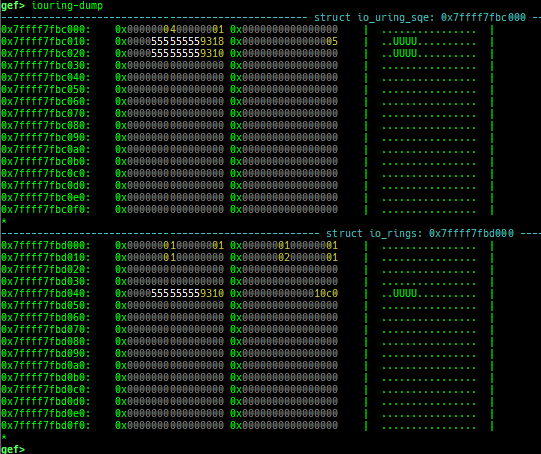 gef> iouring-dump
---------------------------------------------------- struct io_uring_sqe: 0x7ffff7fbc000 --
0x7ffff7fbc000:    0x0000000400000001 0x0000000000000000    |  ................  |
0x7ffff7fbc010:    0x0000555555559318 0x0000000000000005    |  ..UUUU..........  |
0x7ffff7fbc020:    0x0000555555559310 0x0000000000000000    |  ..UUUU..........  |
0x7ffff7fbc030:    0x0000000000000000 0x0000000000000000    |  ................  |
0x7ffff7fbc040:    0x0000000000000000 0x0000000000000000    |  ................  |
0x7ffff7fbc050:    0x0000000000000000 0x0000000000000000    |  ................  |
0x7ffff7fbc060:    0x0000000000000000 0x0000000000000000    |  ................  |
0x7ffff7fbc070:    0x0000000000000000 0x0000000000000000    |  ................  |
0x7ffff7fbc080:    0x0000000000000000 0x0000000000000000    |  ................  |
0x7ffff7fbc090:    0x0000000000000000 0x0000000000000000    |  ................  |
0x7ffff7fbc0a0:    0x0000000000000000 0x0000000000000000    |  ................  |
0x7ffff7fbc0b0:    0x0000000000000000 0x0000000000000000    |  ................  |
0x7ffff7fbc0c0:    0x0000000000000000 0x0000000000000000    |  ................  |
0x7ffff7fbc0d0:    0x0000000000000000 0x0000000000000000    |  ................  |
0x7ffff7fbc0e0:    0x0000000000000000 0x0000000000000000    |  ................  |
0x7ffff7fbc0f0:    0x0000000000000000 0x0000000000000000    |  ................  |
*
----------------------------------------------------- struct io_rings: 0x7ffff7fbd000 -----
0x7ffff7fbd000:    0x0000000100000001 0x0000000100000001    |  ................  |
0x7ffff7fbd010:    0x0000000100000000 0x0000000200000001    |  ................  |
0x7ffff7fbd020:    0x0000000000000000 0x0000000000000000    |  ................  |
0x7ffff7fbd030:    0x0000000000000000 0x0000000000000000    |  ................  |
0x7ffff7fbd040:    0x0000555555559310 0x00000000000010c0    |  ..UUUU..........  |
0x7ffff7fbd050:    0x0000000000000000 0x0000000000000000    |  ................  |
0x7ffff7fbd060:    0x0000000000000000 0x0000000000000000    |  ................  |
0x7ffff7fbd070:    0x0000000000000000 0x0000000000000000    |  ................  |
0x7ffff7fbd080:    0x0000000000000000 0x0000000000000000    |  ................  |
0x7ffff7fbd090:    0x0000000000000000 0x0000000000000000    |  ................  |
0x7ffff7fbd0a0:    0x0000000000000000 0x0000000000000000    |  ................  |
0x7ffff7fbd0b0:    0x0000000000000000 0x0000000000000000    |  ................  |
0x7ffff7fbd0c0:    0x0000000000000000 0x0000000000000000    |  ................  |
0x7ffff7fbd0d0:    0x0000000000000000 0x0000000000000000    |  ................  |
0x7ffff7fbd0e0:    0x0000000000000000 0x0000000000000000    |  ................  |
0x7ffff7fbd0f0:    0x0000000000000000 0x0000000000000000    |  ................  |
*
gef>